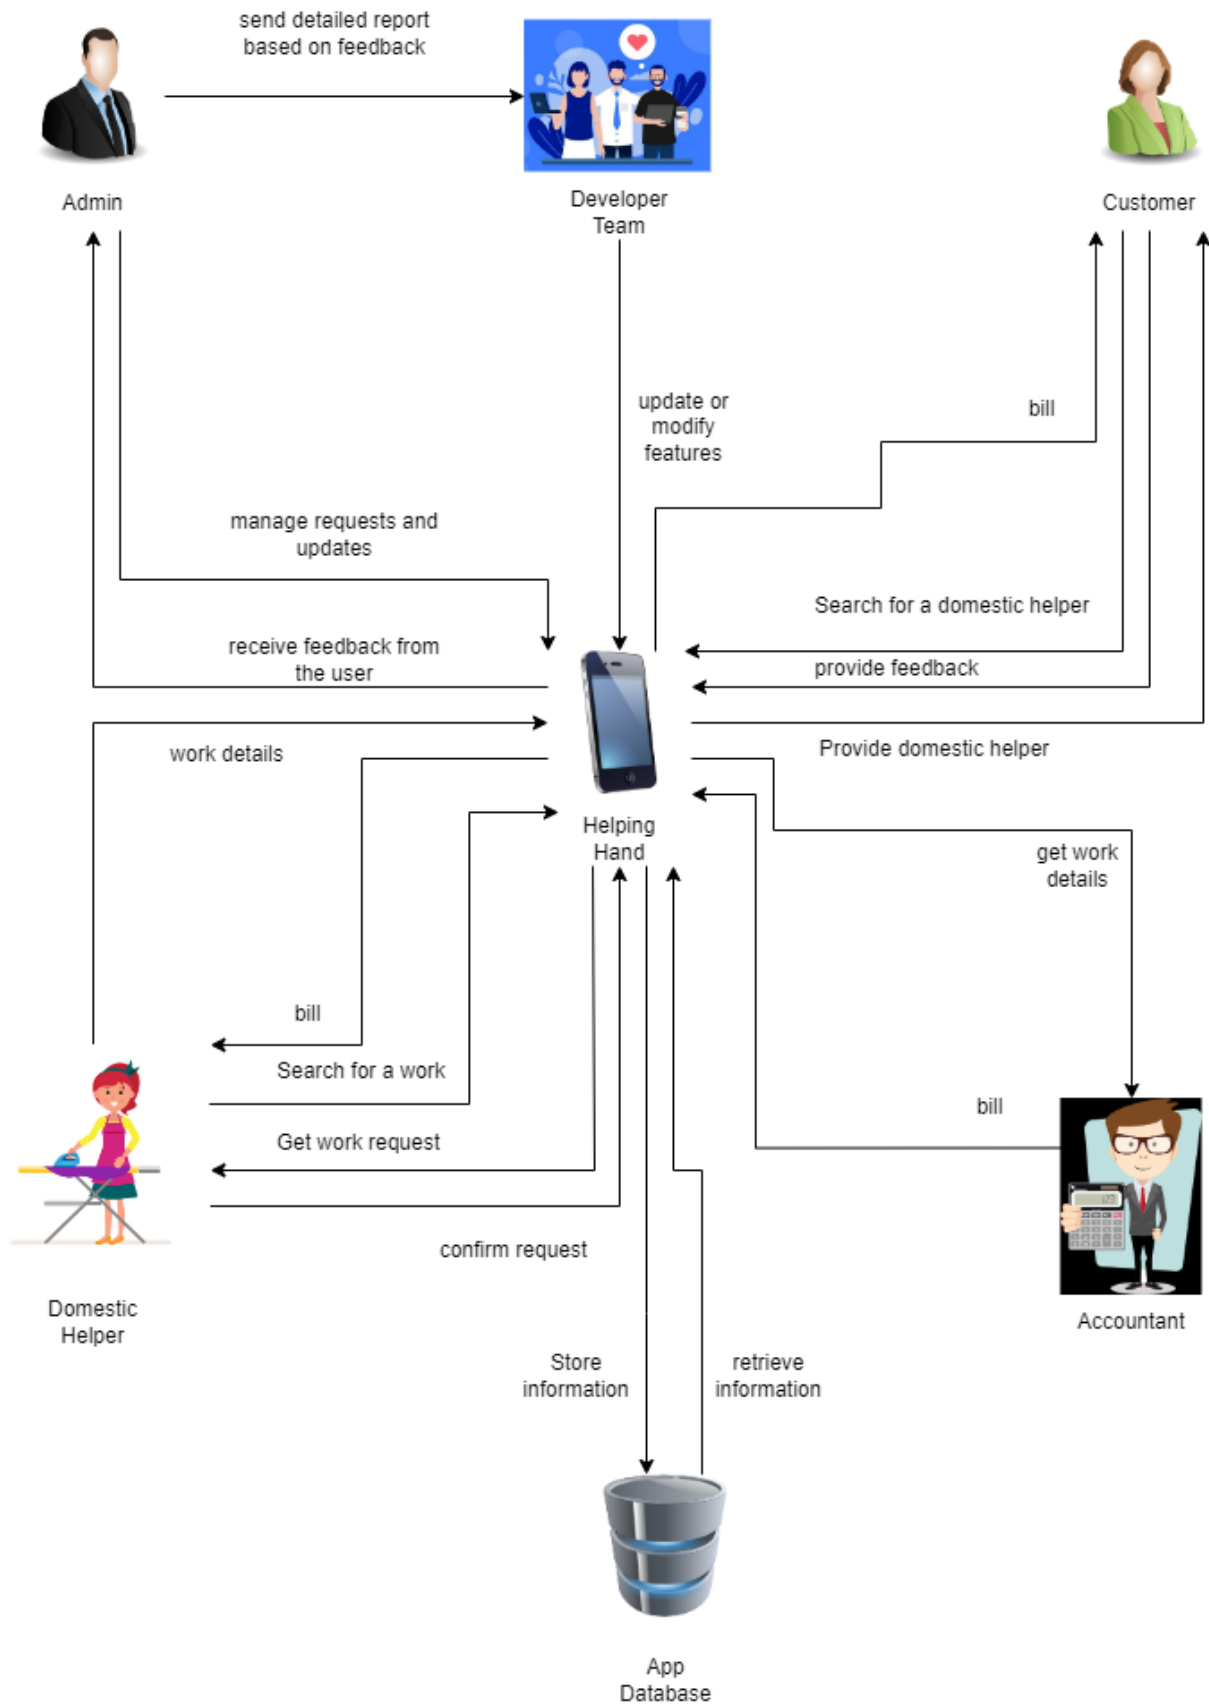 send detailed report
based on feedback
Admin
Developer
Team
Customer
update or
modify
features
bill
manage requests and
updates
Search for a domestic helper
receive feedback from
the user
provide feedback
work details
Provide domestic helper
Helping
Hand
get work
details
bill
Search for a work
bill
Get work request
confirm request
Domestic
Helper
Accountant
Store
information
retrieve
information
App
Database